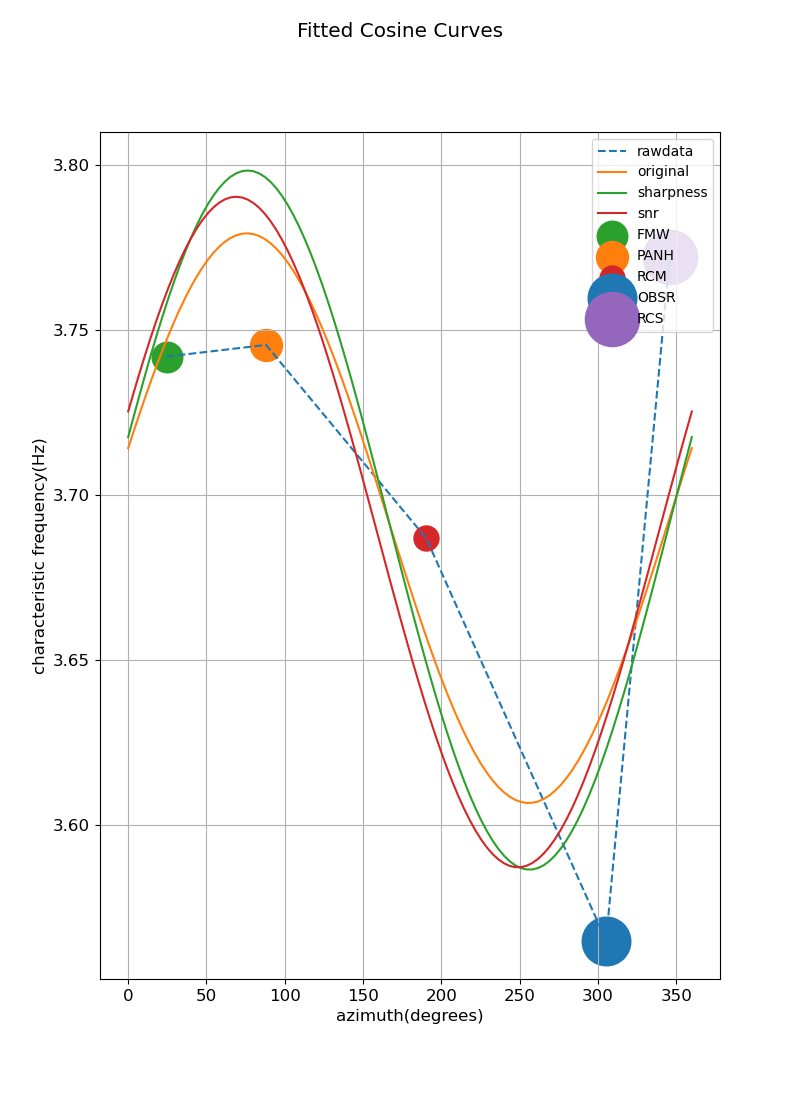 Fitted Cosine Curves
3.80
3.75
3.70
3.65
3.60
characteristic frequency(Hz)
0 50 100 150 200 250 300 350
azimuth(degrees)
rawdata
original
sharpness
snr
FMW
PANH
RCM
OBSR
RCS